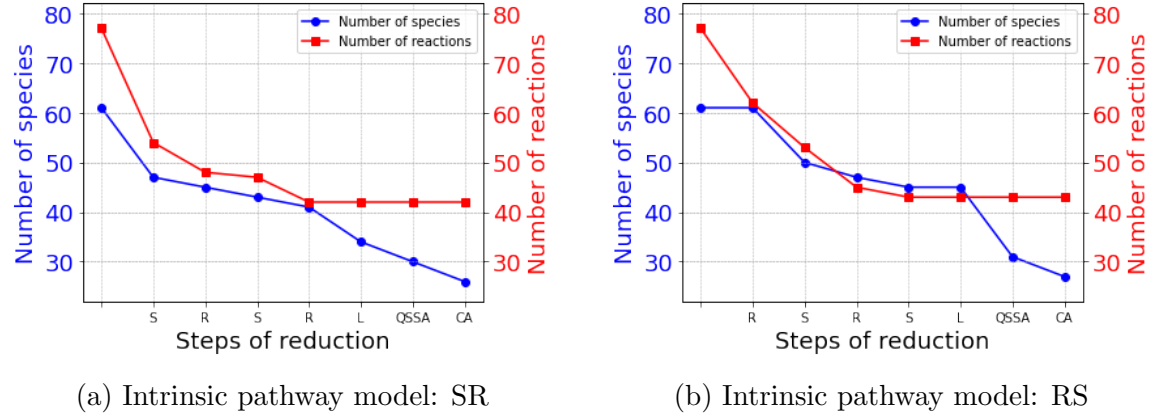 Number of species
Number of reactions
80
70
60
50
40
30
Number of species
80
70
60
50
40
30
Number of reactions
S R S R L QSSA CA
Steps of reduction
(a) Intrinsic pathway model: SR
Number of species
Number of reactions
80
70
60
50
40
30
Number of species
80
70
60
50
40
30
Number of reactions
R S R S L QSSA CA
Steps of reduction
(b) Intrinsic pathway model: RS